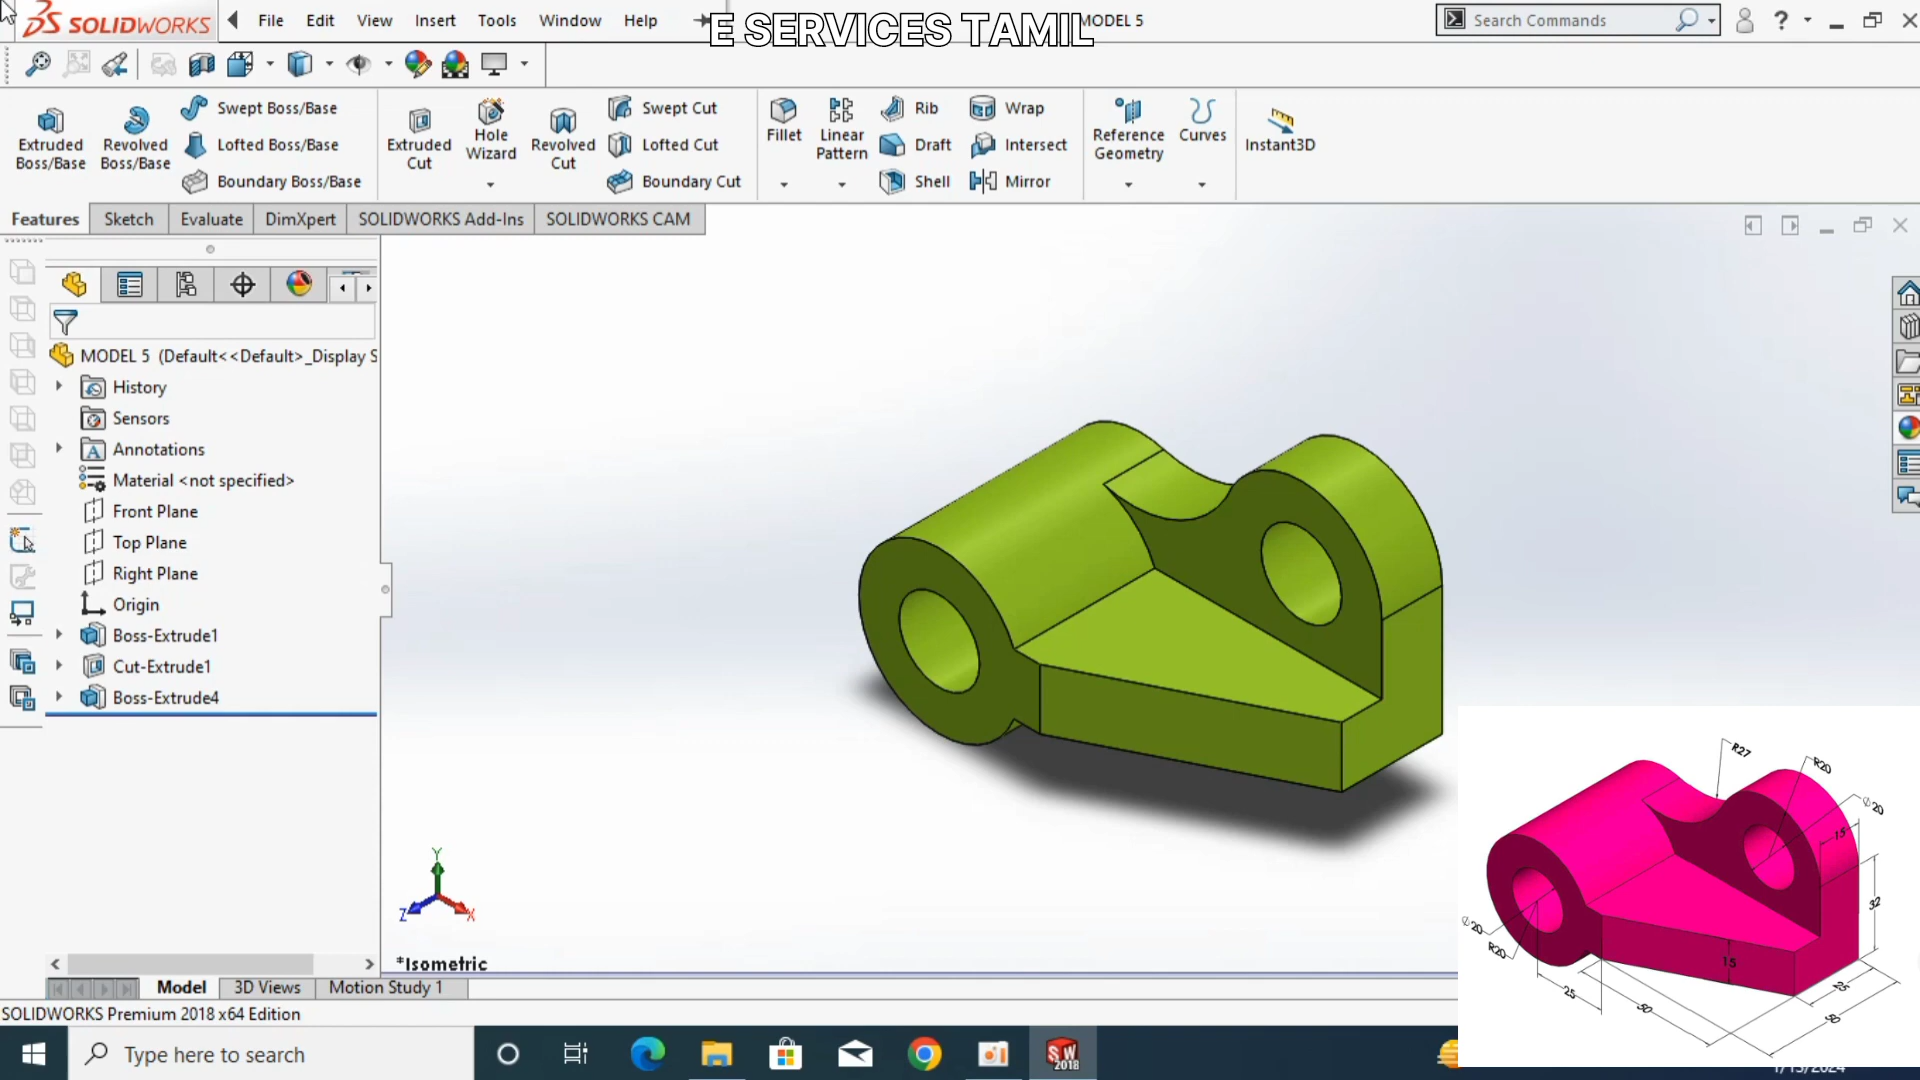 SOLIDWORKS
File Edit View Insert Tools Window Help
E SERVICES TAMIL
MODEL 5
Search Commands
?
Extruded Boss/Base
Revolved Boss/Base
Swept Boss/Base
Lofted Boss/Base
Boundary Boss/Base
Extruded Cut
Hole Wizard
Revolved Cut
Swept Cut
Lofted Cut
Boundary Cut
Fillet
Linear Pattern
Rib
Draft
Shell
Wrap
Intersect
Mirror
Reference Geometry
Curves
Instant3D
Features Sketch Evaluate DimXpert SOLIDWORKS Add-Ins SOLIDWORKS CAM
MODEL 5 (Default<<Default>_Display S
History
Sensors
Annotations
Material <not specified>
Front Plane
Top Plane
Right Plane
Origin
Boss-Extrude1
Cut-Extrude1
Boss-Extrude4
Y
Z
X
*Isometric
R27
R20
∅20
15
32
∅20
R20
15
25
50
25
50
Model 3D Views Motion Study 1
SOLIDWORKS Premium 2018 x64 Edition
Type here to search
SW 2018